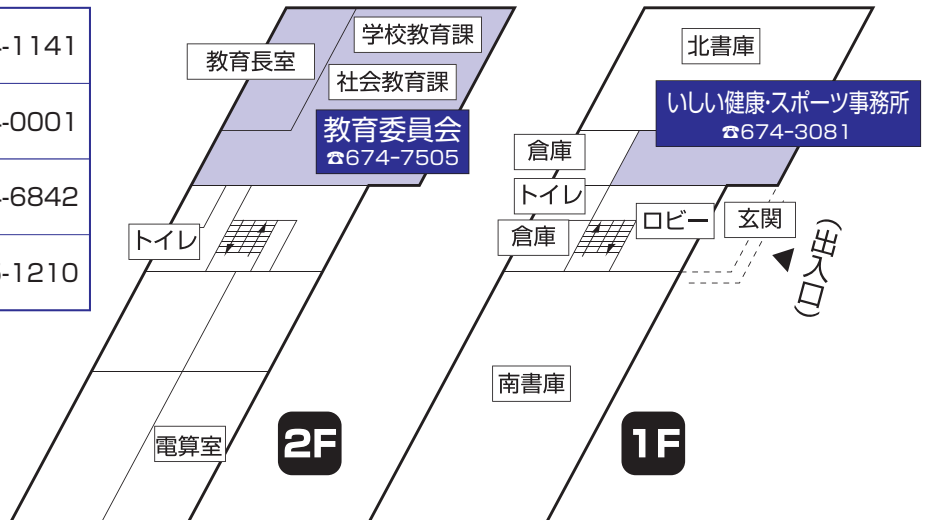 -1141
-0001
-6842
-1210
学校教育課
教育長室
社会教育課
教育委員会
☎674-7505
トイレ
電算室
2F
北書庫
いしい健康・スポーツ事務所
☎674-3081
倉庫
トイレ
倉庫
ロビー
玄関
(出入口)
南書庫
1F